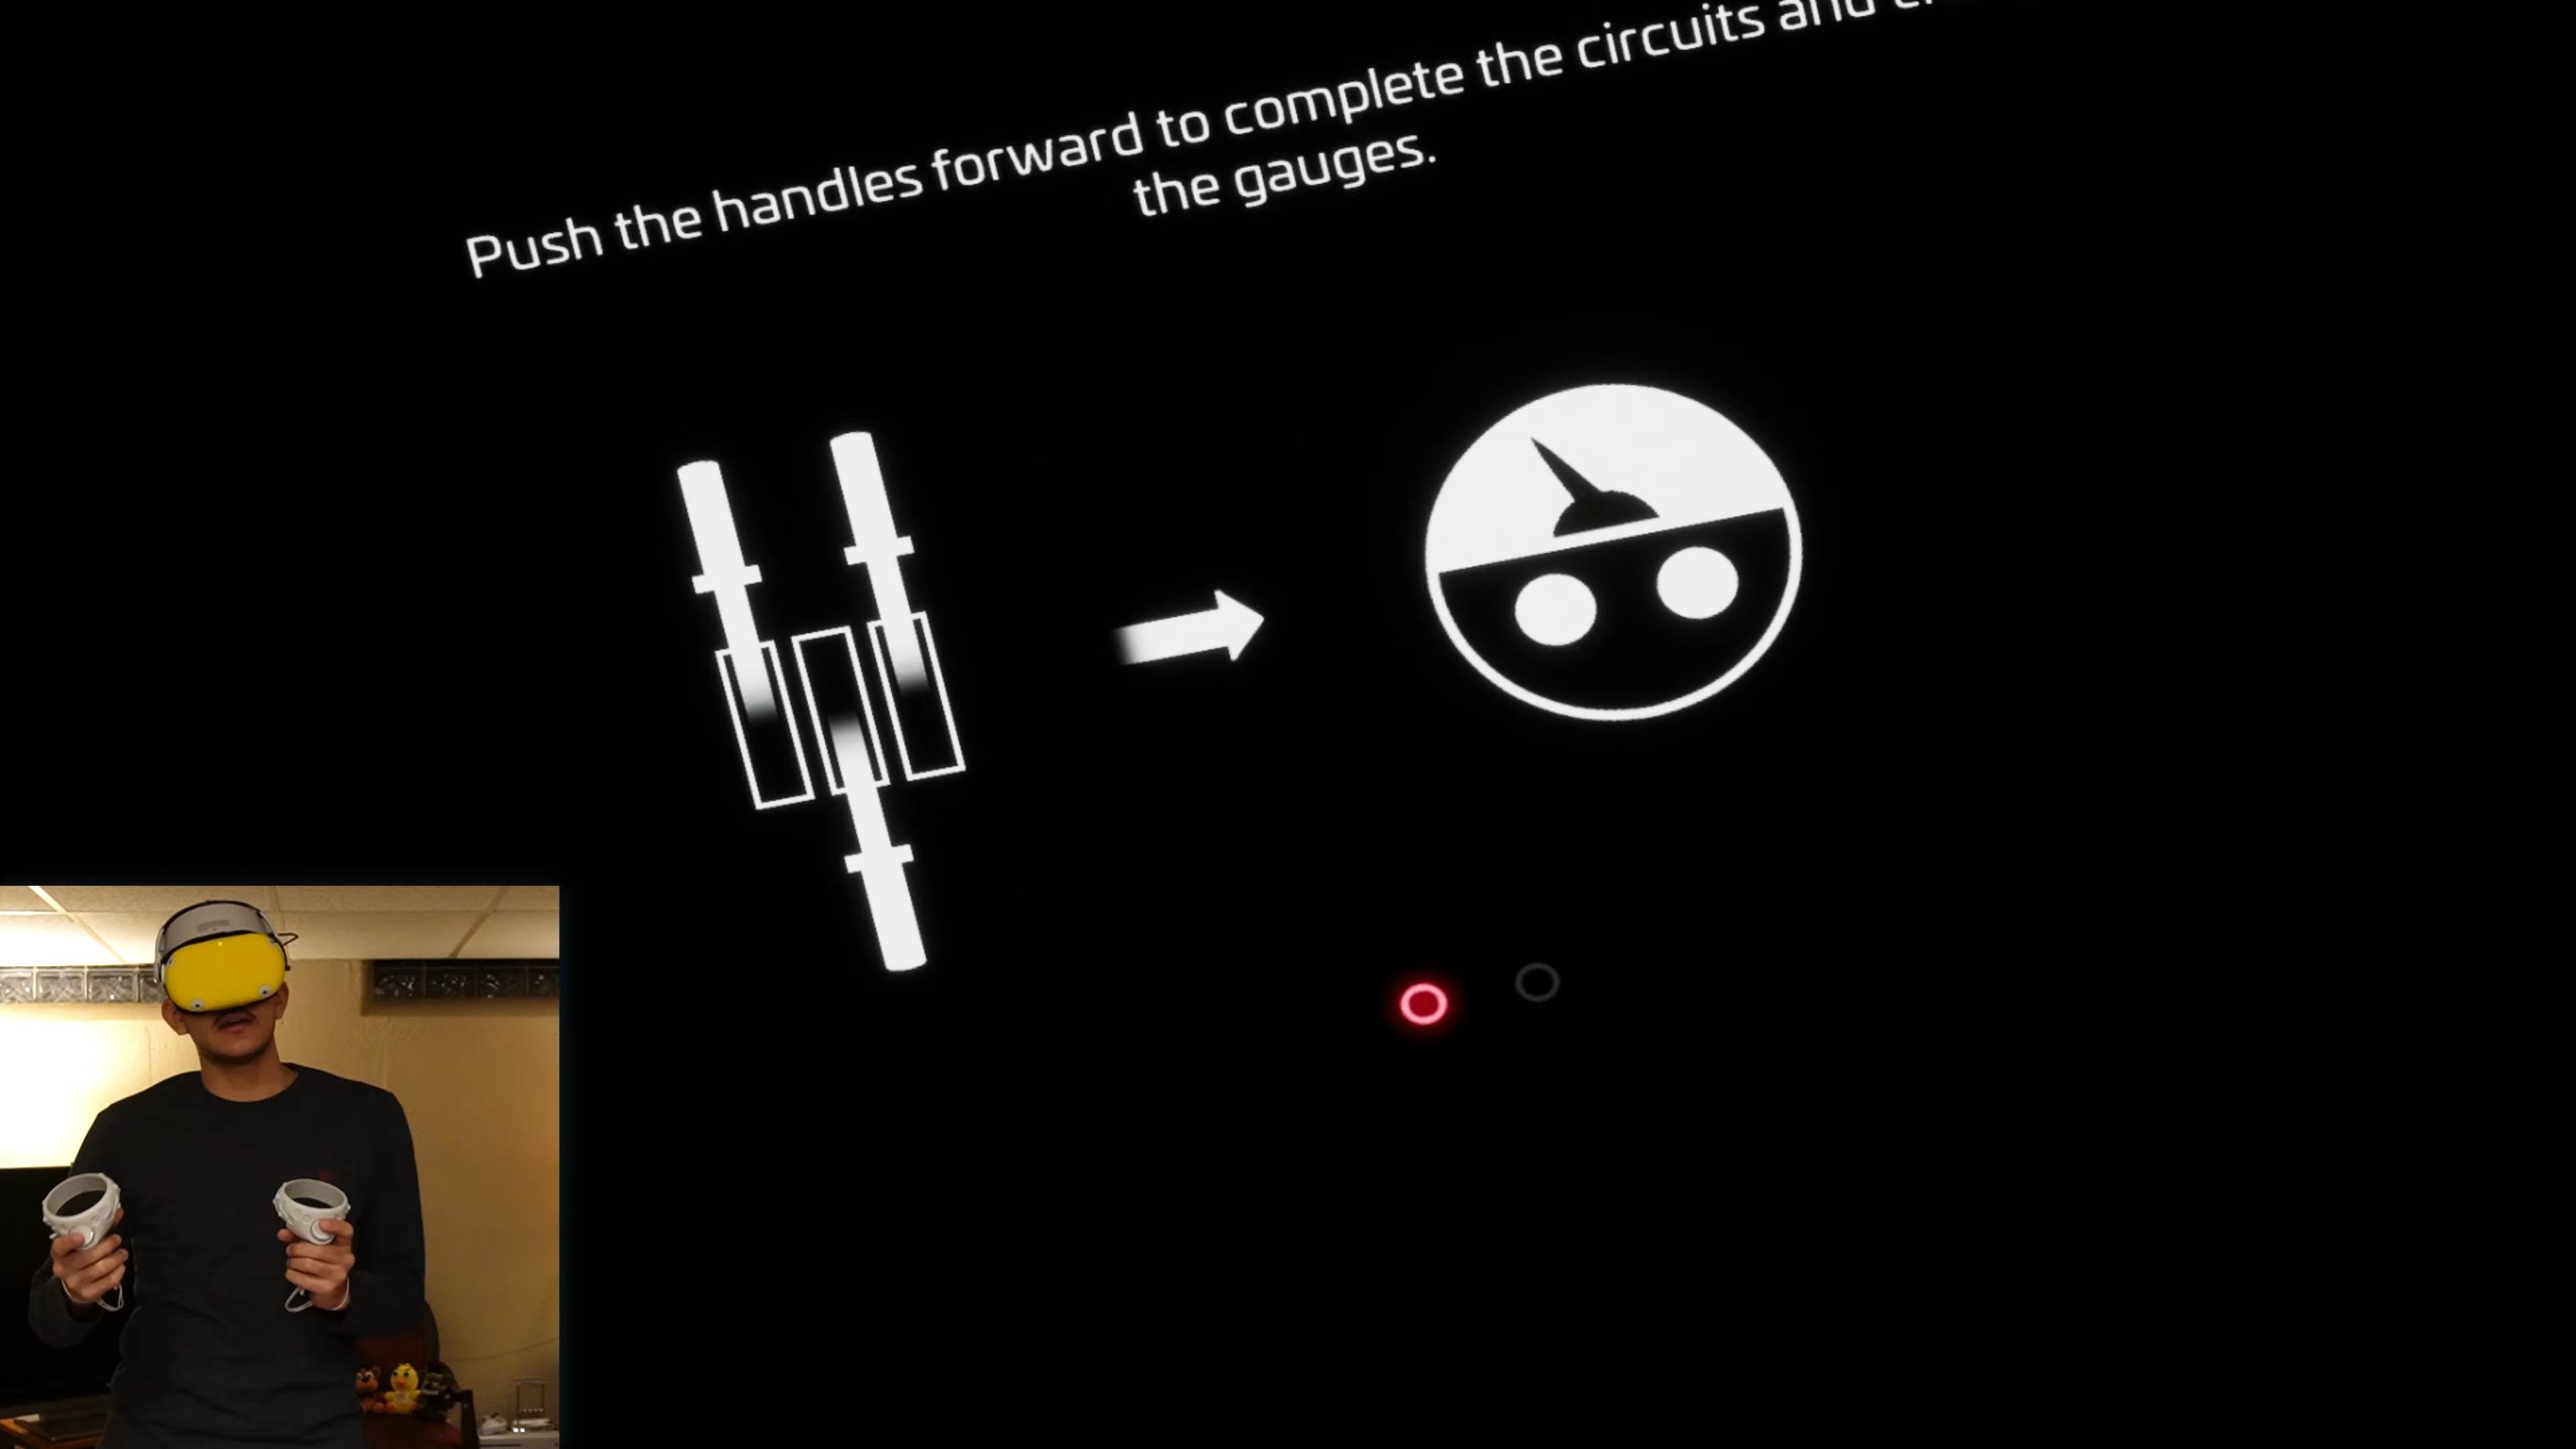 Push the handles forward to complete the circuits and
the gauges.